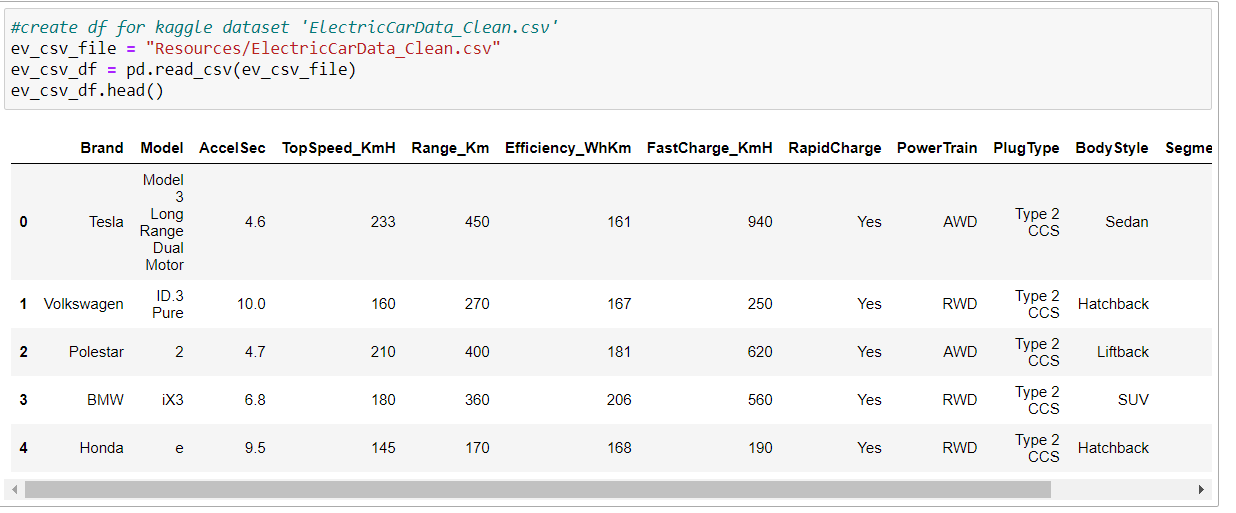 #create df for kaggle dataset 'ElectricCarData_Clean.csv'
ev_csv_file = "Resources/ElectricCarData_Clean.csv"
ev_csv_df = pd.read_csv(ev_csv_file)
ev_csv_df.head()
Brand Model AccelSec TopSpeed_KmH Range_Km Efficiency_WhKm FastCharge_KmH RapidCharge PowerTrain PlugType BodyStyle Segme
Model
3
Long
0 Tesla Range 4.6 233 450 161 940 Yes AWD Type 2 Sedan
Dual CCS
Motor
1 Volkswagen ID.3 10.0 160 270 167 250 Yes RWD Type 2 Hatchback
Pure CCS
2 Polestar 2 4.7 210 400 181 620 Yes AWD Type 2 Liftback
CCS
3 BMW iX3 6.8 180 360 206 560 Yes RWD Type 2 SUV
CCS
4 Honda e 9.5 145 170 168 190 Yes RWD Type 2 Hatchback
CCS